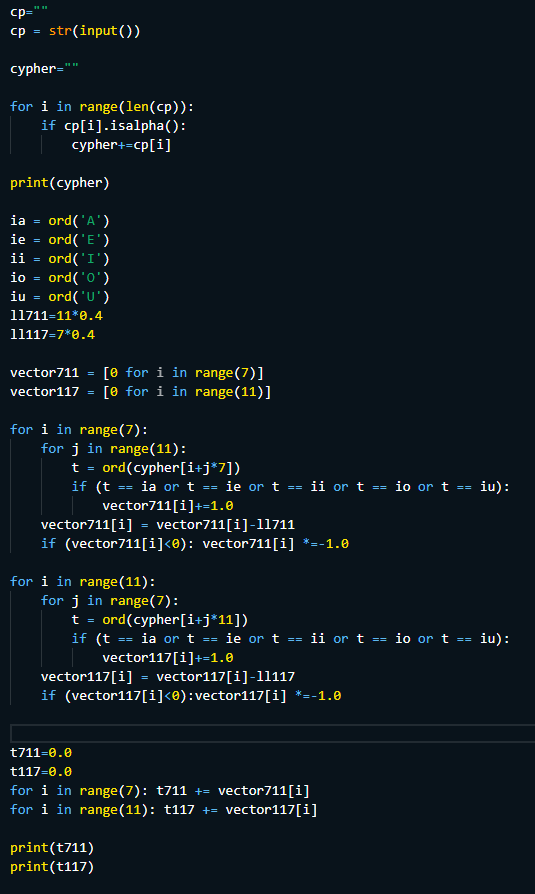 cp=""
cp = str(input())

cypher=""

for i in range(len(cp)):
    if cp[i].isalpha():
        cypher+=cp[i]

print(cypher)

ia = ord('A')
ie = ord('E')
ii = ord('I')
io = ord('O')
iu = ord('U')
ll711=11*0.4
ll117=7*0.4

vector711 = [0 for i in range(7)]
vector117 = [0 for i in range(11)]

for i in range(7):
    for j in range(11):
        t = ord(cypher[i+j*7])
        if (t == ia or t == ie or t == ii or t == io or t == iu):
            vector711[i]+=1.0
    vector711[i] = vector711[i]-ll711
    if (vector711[i]<0): vector711[i] *=-1.0

for i in range(11):
    for j in range(7):
        t = ord(cypher[i+j*11])
        if (t == ia or t == ie or t == ii or t == io or t == iu):
            vector117[i]+=1.0
    vector117[i] = vector117[i]-ll117
    if (vector117[i]<0):vector117[i] *=-1.0


t711=0.0
t117=0.0
for i in range(7): t711 += vector711[i]
for i in range(11): t117 += vector117[i]

print(t711)
print(t117)